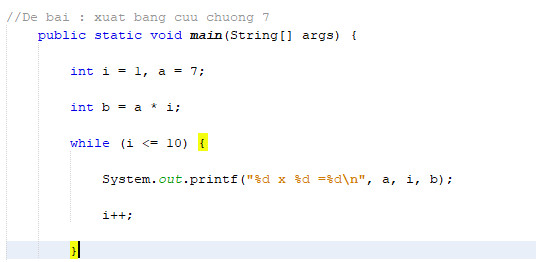 //De bai : xuat bang cuu chuong 7
public static void main(String[] args) {
int i = 1, a = 7;
int b = a * i;
while (i <= 10) {
System.out.printf("%d x %d =%d\n", a, i, b);
i++;
}